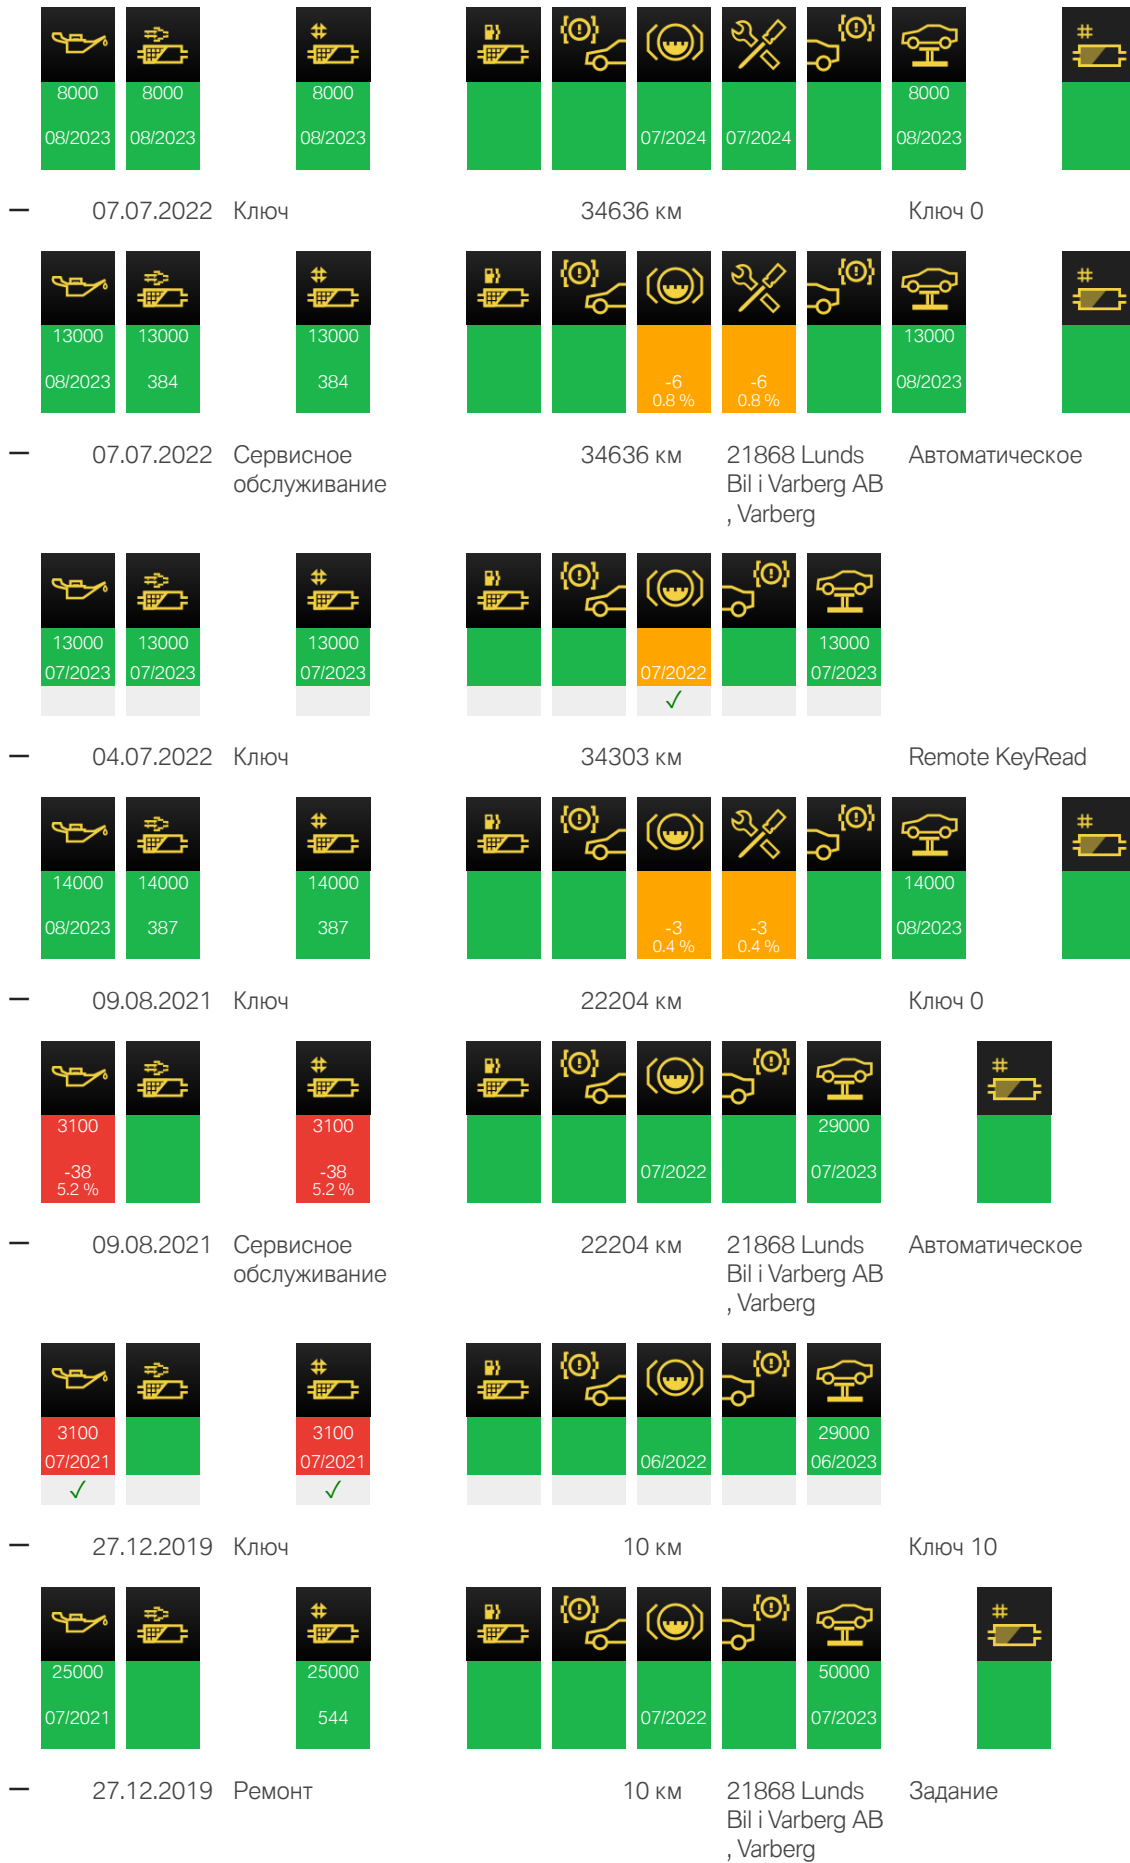 8000 8000 8000 8000
08/2023 08/2023 08/2023 07/2024 07/2024 08/2023
— 07.07.2022 Ключ 34636 км Ключ 0
13000 13000 13000 13000
08/2023 384 384 -6 -6 08/2023
0.8 % 0.8 %
— 07.07.2022 Сервисное 34636 км 21868 Lunds Автоматическое
обслуживание Bil i Varberg AB
, Varberg
13000 13000 13000 13000
07/2023 07/2023 07/2023 07/2022 07/2023
✓
— 04.07.2022 Ключ 34303 км Remote KeyRead
14000 14000 14000 14000
08/2023 387 387 -3 -3 08/2023
0.4 % 0.4 %
— 09.08.2021 Ключ 22204 км Ключ 0
3100 3100 29000
-38 -38 07/2022 07/2023
5.2 % 5.2 %
— 09.08.2021 Сервисное 22204 км 21868 Lunds Автоматическое
обслуживание Bil i Varberg AB
, Varberg
3100 3100 29000
07/2021 07/2021 06/2022 06/2023
✓ ✓
— 27.12.2019 Ключ 10 км Ключ 10
25000 25000 50000
07/2021 544 07/2022 07/2023
— 27.12.2019 Ремонт 10 км 21868 Lunds Задание
Bil i Varberg AB
, Varberg